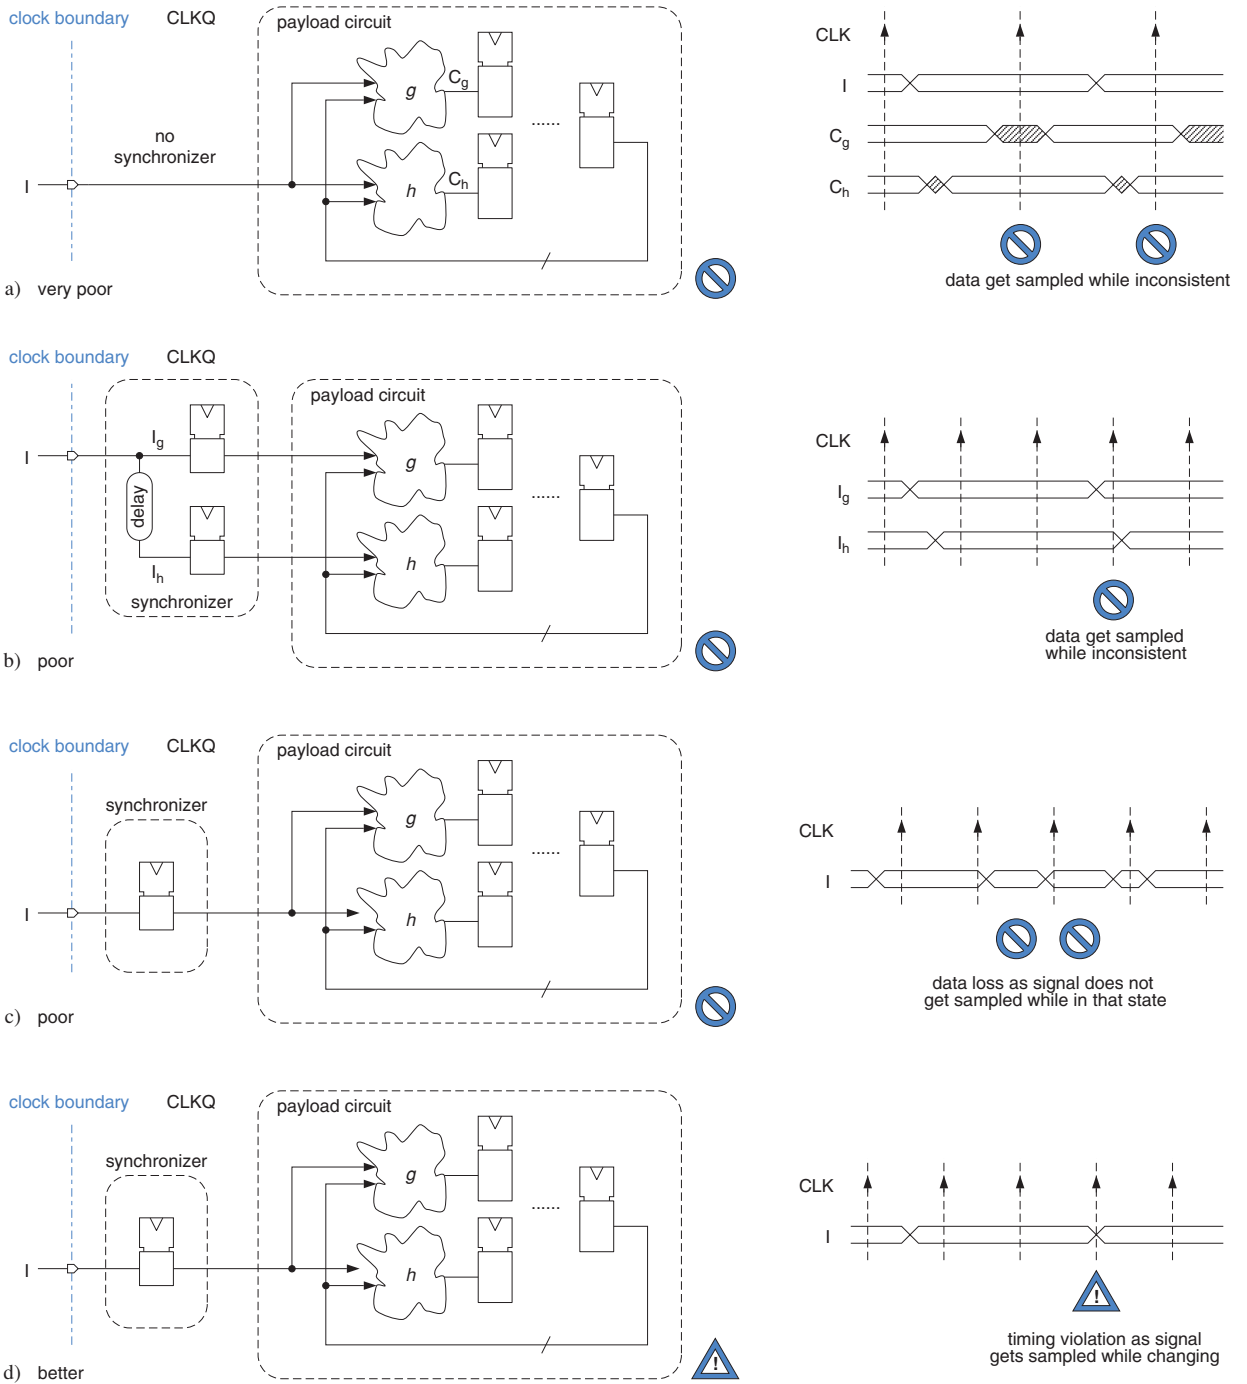 clock boundary CLKQ
payload circuit
g
Cg
no
synchronizer
I
h
Ch
a) very poor
CLK
I
Cg
Ch
data get sampled while inconsistent
clock boundary CLKQ
payload circuit
I
Ig
delay
Ih
synchronizer
g
h
b) poor
CLK
Ig
Ih
data get sampled
while inconsistent
clock boundary CLKQ
payload circuit
synchronizer
I
g
h
c) poor
CLK
I
data loss as signal does not
get sampled while in that state
clock boundary CLKQ
payload circuit
synchronizer
I
g
h
!
d) better
CLK
I
!
timing violation as signal
gets sampled while changing